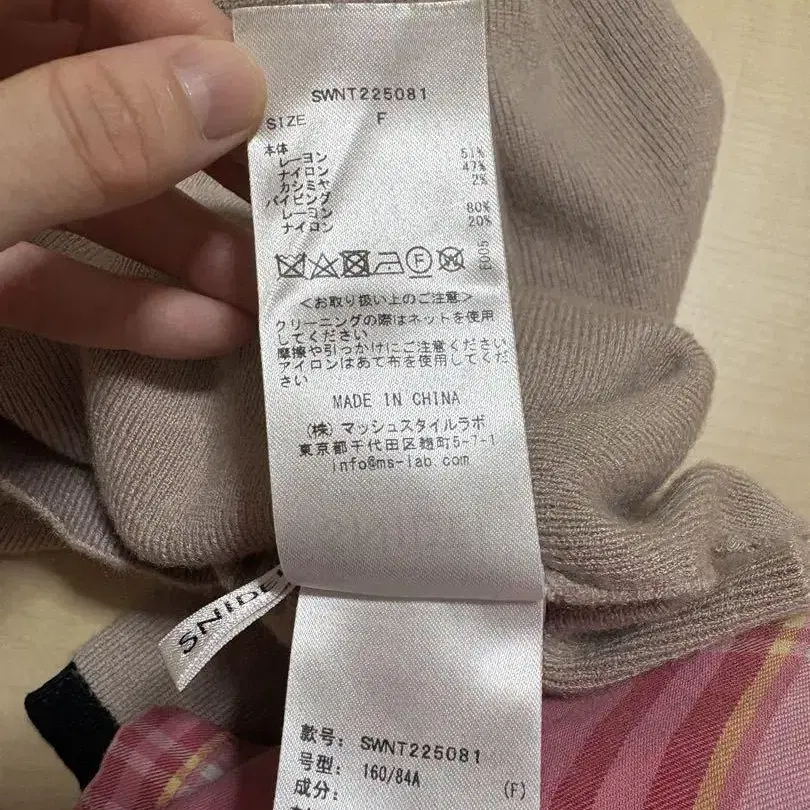 SWNT225081
SIZE F
本体
レーヨン 51%
ナイロン 47%
カシミヤ 2%
パイピング
レーヨン 80%
ナイロン 20%
F W
<お取り扱い上のご注意>
クリーニングの際はネットを使用
してください
摩擦や引っかけにご注意ください
アイロンはあて布を使用してくだ
さい
MADE IN CHINA
(株) マッシュスタイルラボ
東京都千代田区麹町5-7-1
info@ms-lab.com
SNIDE
款号: SWNT225081
号型: 160/84A (F)
成分: